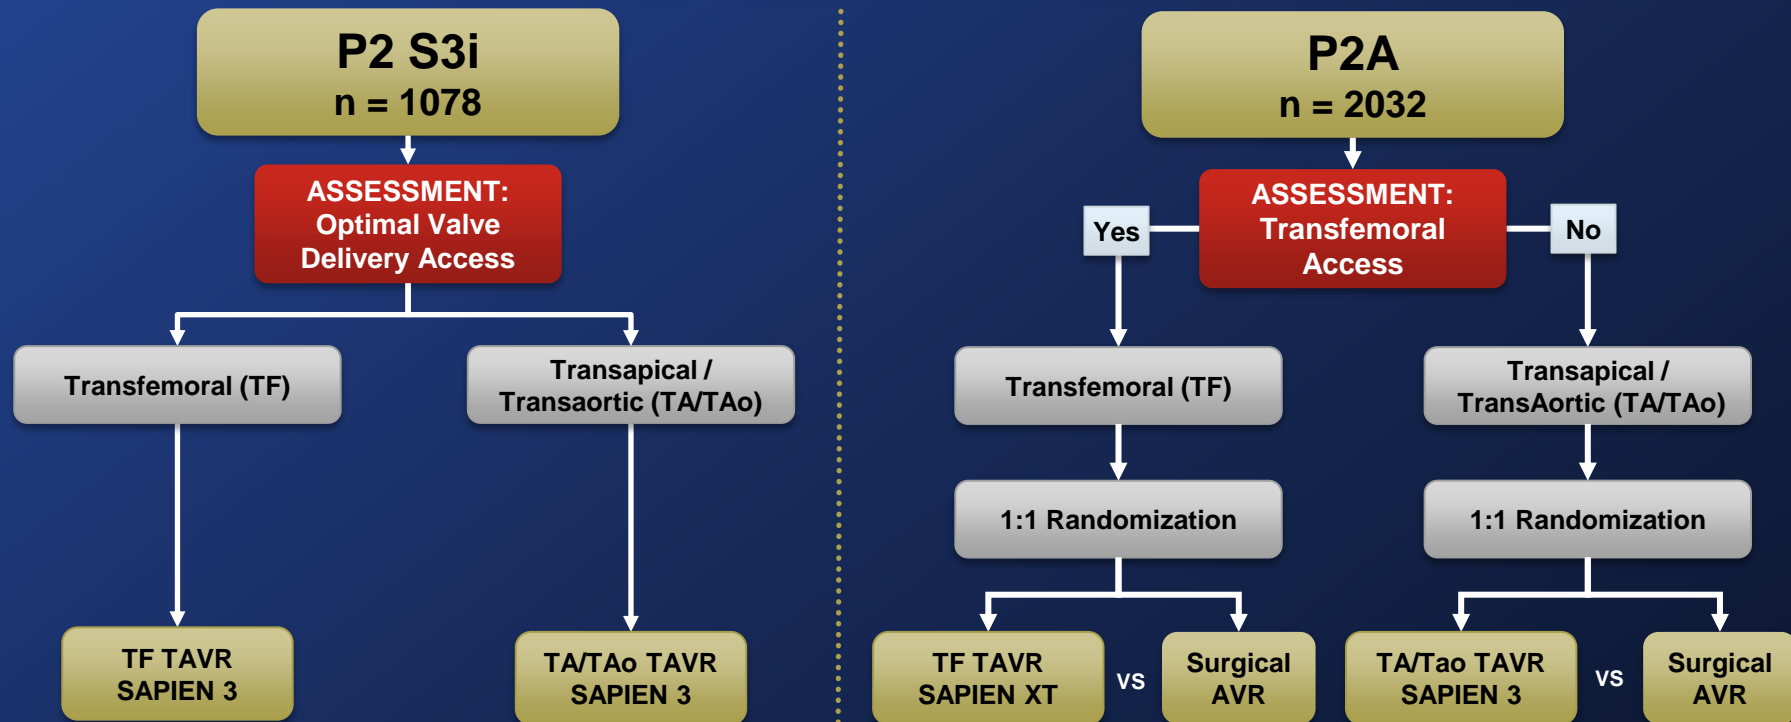 P2 S3i
n = 1078
ASSESSMENT:
Optimal Valve
Delivery Access
Transfemoral (TF)
Transapical /
Transaortic (TA/TAo)
TF TAVR
SAPIEN 3
TA/TAo TAVR
SAPIEN 3
P2A
n = 2032
ASSESSMENT:
Transfemoral
Access
Yes
No
Transfemoral (TF)
Transapical /
TransAortic (TA/TAo)
1:1 Randomization
1:1 Randomization
TF TAVR
SAPIEN XT
VS
Surgical
AVR
TA/Tao TAVR
SAPIEN 3
VS
Surgical
AVR